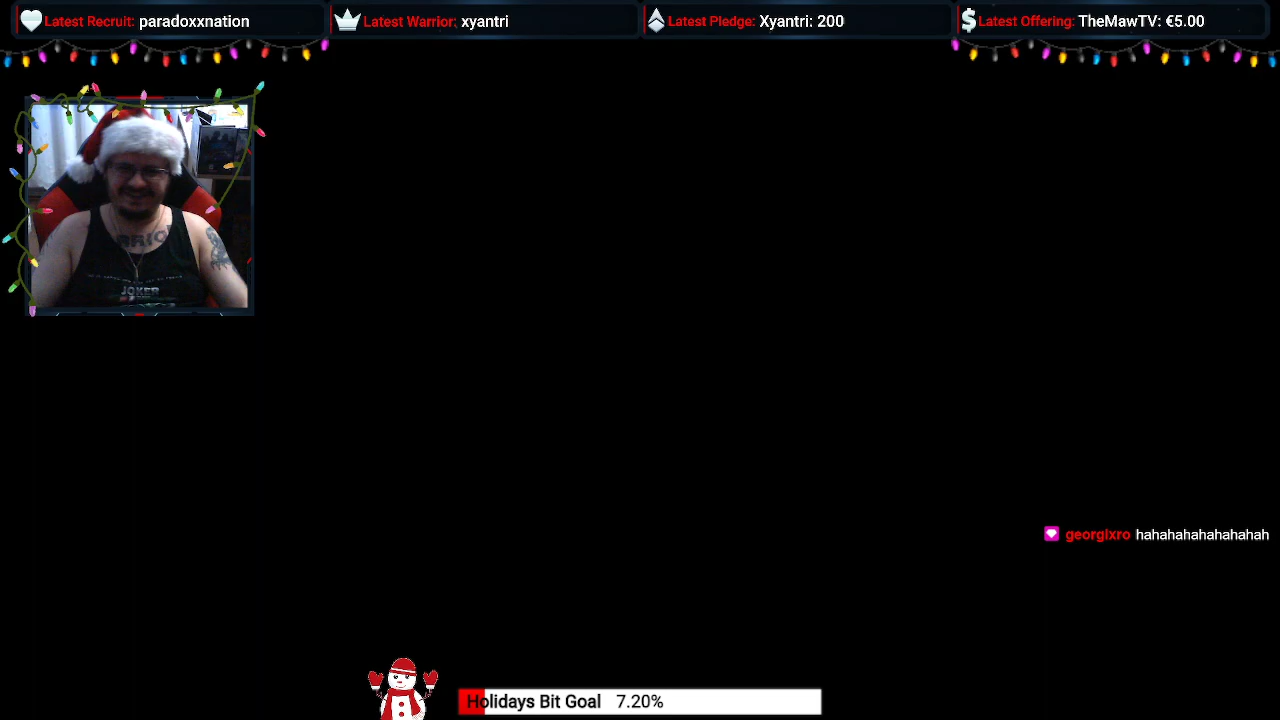 Latest Recruit: paradoxxnation
Latest Warrior: xyantri
Latest Pledge: Xyantri: 200
Latest Offering: TheMawTV: €5.00
JOKER
georgixro hahahahahahahahah
Holidays Bit Goal 7.20%